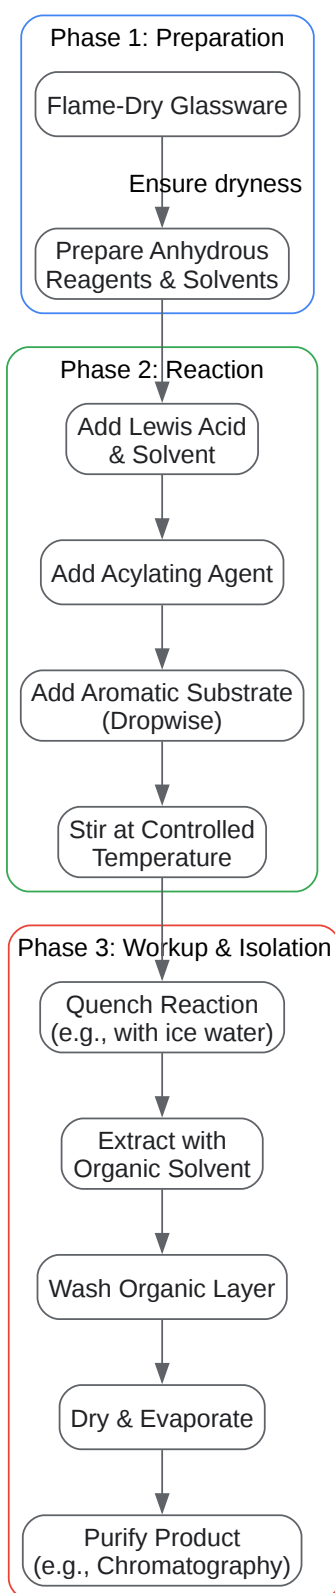 Phase 1: Preparation
Flame-Dry Glassware
Ensure dryness
Prepare Anhydrous
Reagents & Solvents
Phase 2: Reaction
Add Lewis Acid
& Solvent
Add Acylating Agent
Add Aromatic Substrate
(Dropwise)
Stir at Controlled
Temperature
Phase 3: Workup & Isolation
Quench Reaction
(e.g., with ice water)
Extract with
Organic Solvent
Wash Organic Layer
Dry & Evaporate
Purify Product
(e.g., Chromatography)